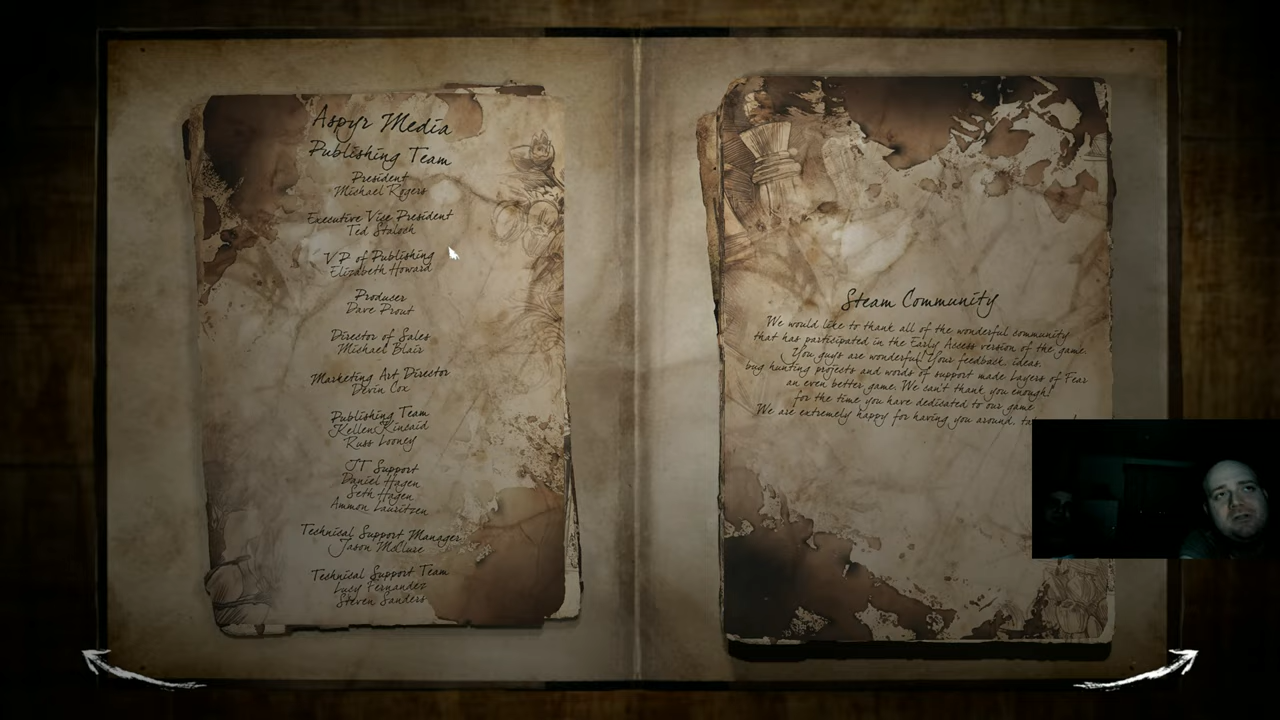 Aspyr Media
Publishing Team
President
Michael Rogers
Executive Vice President
Ted Staloch
VP of Publishing
Elizabeth Howard
Producer
Dave Prout
Director of Sales
Michael Blair
Marketing Art Director
Devin Cox
Publishing Team
Kellen Kincaid
Russ Looney
IT Support
Daniel Hagen
Seth Hagen
Ammon Lauritzen
Technical Support Manager
Jason McClure
Technical Support Team
Lucy Fernandez
Steven Sanders
Steam Community
We would like to thank all of the wonderful community
that has participated in the Early Access version of the game.
You guys are wonderful! Your feedback, ideas,
bug hunting projects and words of support made Layers of Fear
an even better game. We can't thank you enough!
for the time you have dedicated to our game
We are extremely happy for having you around,